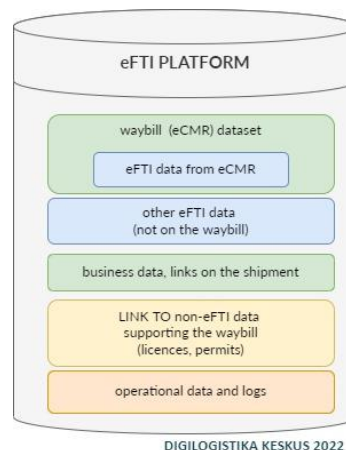 eFTI PLATFORM
waybill (eCMR) dataset
eFTI data from eCMR
other eFTI data
(not on the waybill)
business data, links on the shipment
LINK TO non-eFTI data
supporting the waybill
(licences, permits)
operational data and logs
DIGILOGISTIKA KESKUS 2022